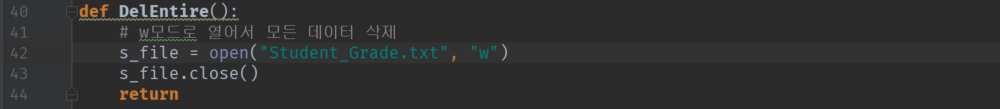 40 def DelEntire():
41     # w모드로 열어서 모든 데이터 삭제
42     s_file = open("Student_Grade.txt", "w")
43     s_file.close()
44     return